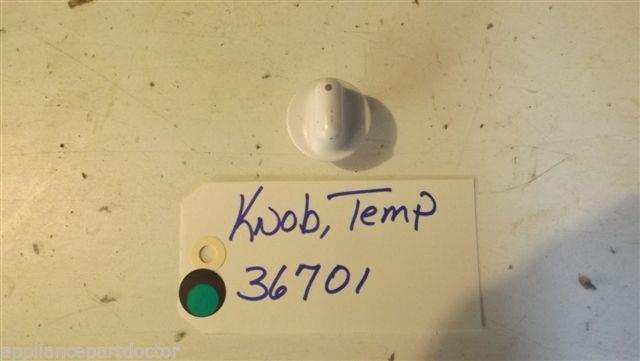 Knob, Temp
36701
appliancepartdoctor